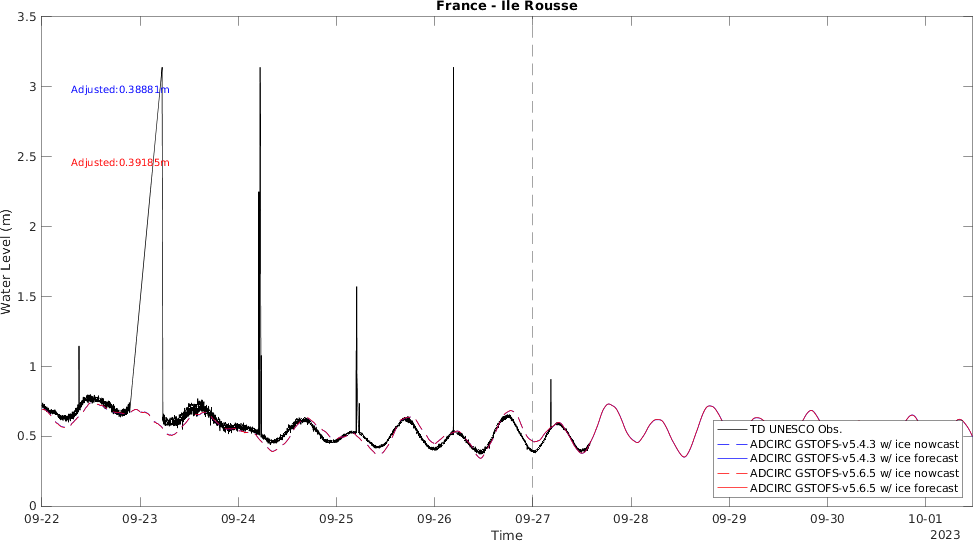 France - Ile Rousse
3.5
3
2.5
2
1.5
1
0.5
0
Water Level (m)
Adjusted:0.38881m
Adjusted:0.39185m
TD UNESCO Obs.
ADCIRC GSTOFS-v5.4.3 w/ ice nowcast
ADCIRC GSTOFS-v5.4.3 w/ ice forecast
ADCIRC GSTOFS-v5.6.5 w/ ice nowcast
ADCIRC GSTOFS-v5.6.5 w/ ice forecast
09-22 09-23 09-24 09-25 09-26 09-27 09-28 09-29 09-30 10-01
Time
2023